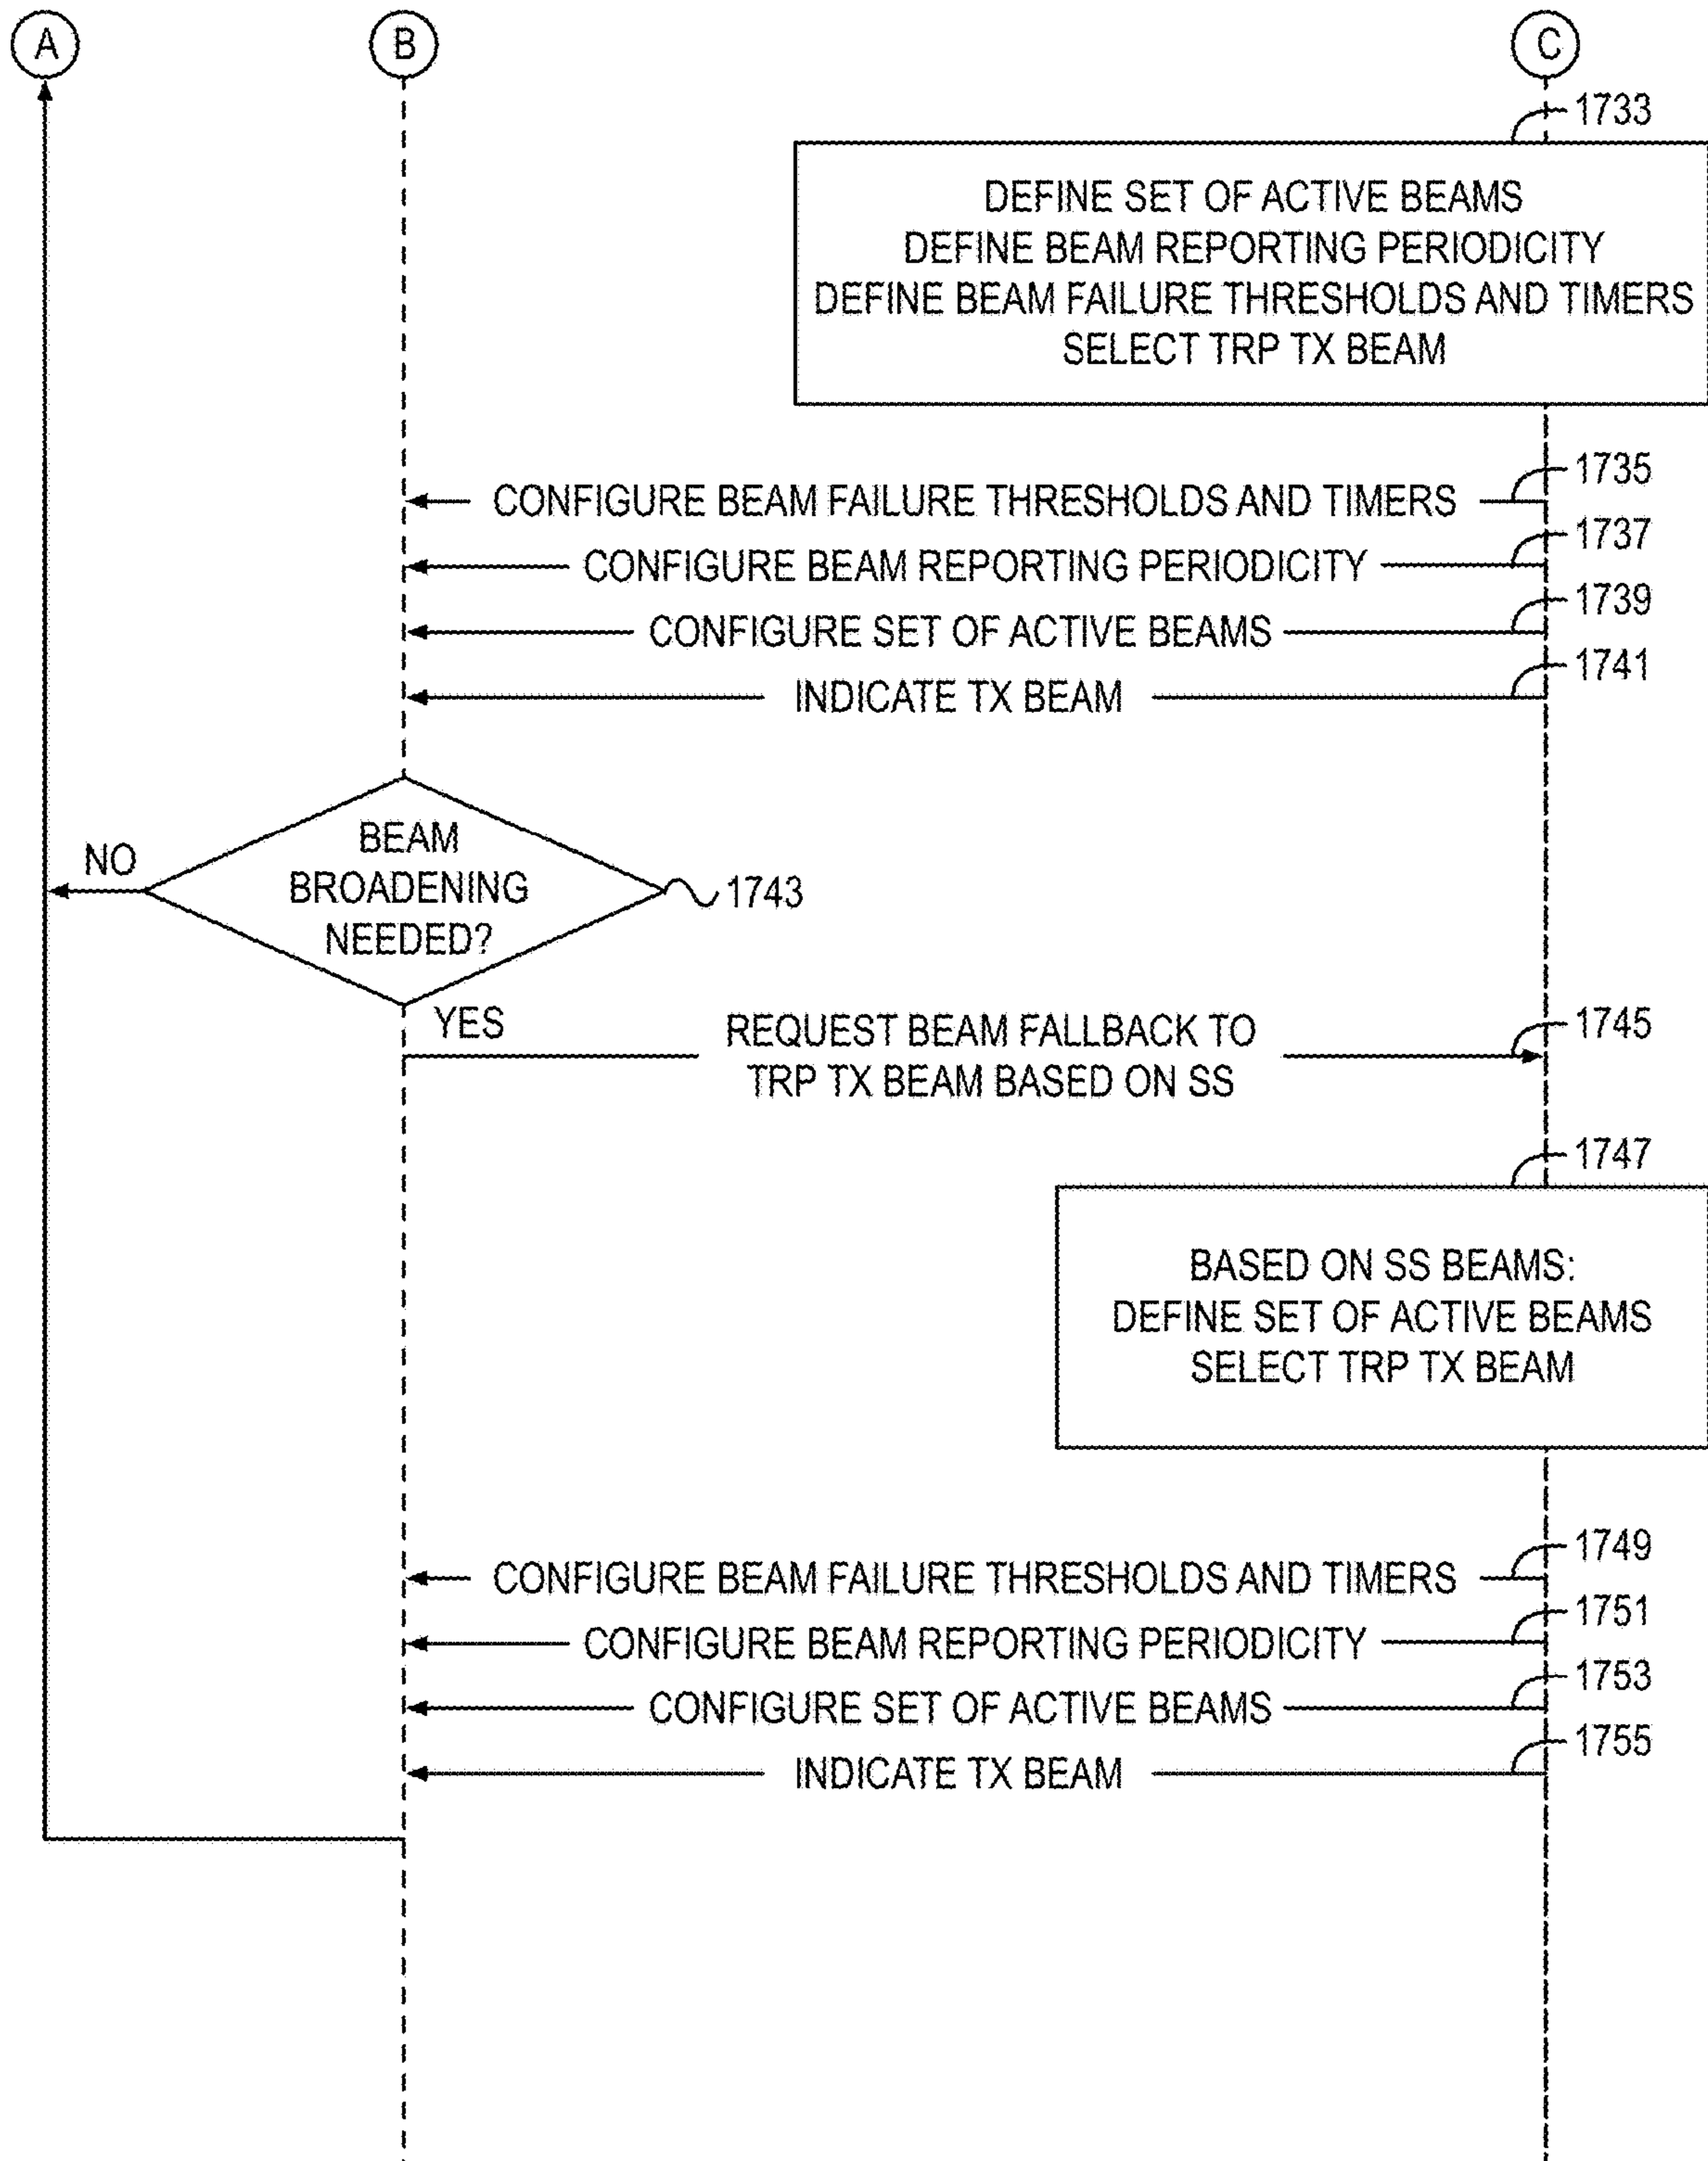 A
B
C
1733
DEFINE SET OF ACTIVE BEAMS
DEFINE BEAM REPORTING PERIODICITY
DEFINE BEAM FAILURE THRESHOLDS AND TIMERS
SELECT TRP TX BEAM
1735
CONFIGURE BEAM FAILURE THRESHOLDS AND TIMERS
1737
CONFIGURE BEAM REPORTING PERIODICITY
1739
CONFIGURE SET OF ACTIVE BEAMS
1741
INDICATE TX BEAM
NO
BEAM
BROADENING
NEEDED?
1743
YES
REQUEST BEAM FALLBACK TO
TRP TX BEAM BASED ON SS
1745
1747
BASED ON SS BEAMS:
DEFINE SET OF ACTIVE BEAMS
SELECT TRP TX BEAM
1749
CONFIGURE BEAM FAILURE THRESHOLDS AND TIMERS
1751
CONFIGURE BEAM REPORTING PERIODICITY
1753
CONFIGURE SET OF ACTIVE BEAMS
1755
INDICATE TX BEAM